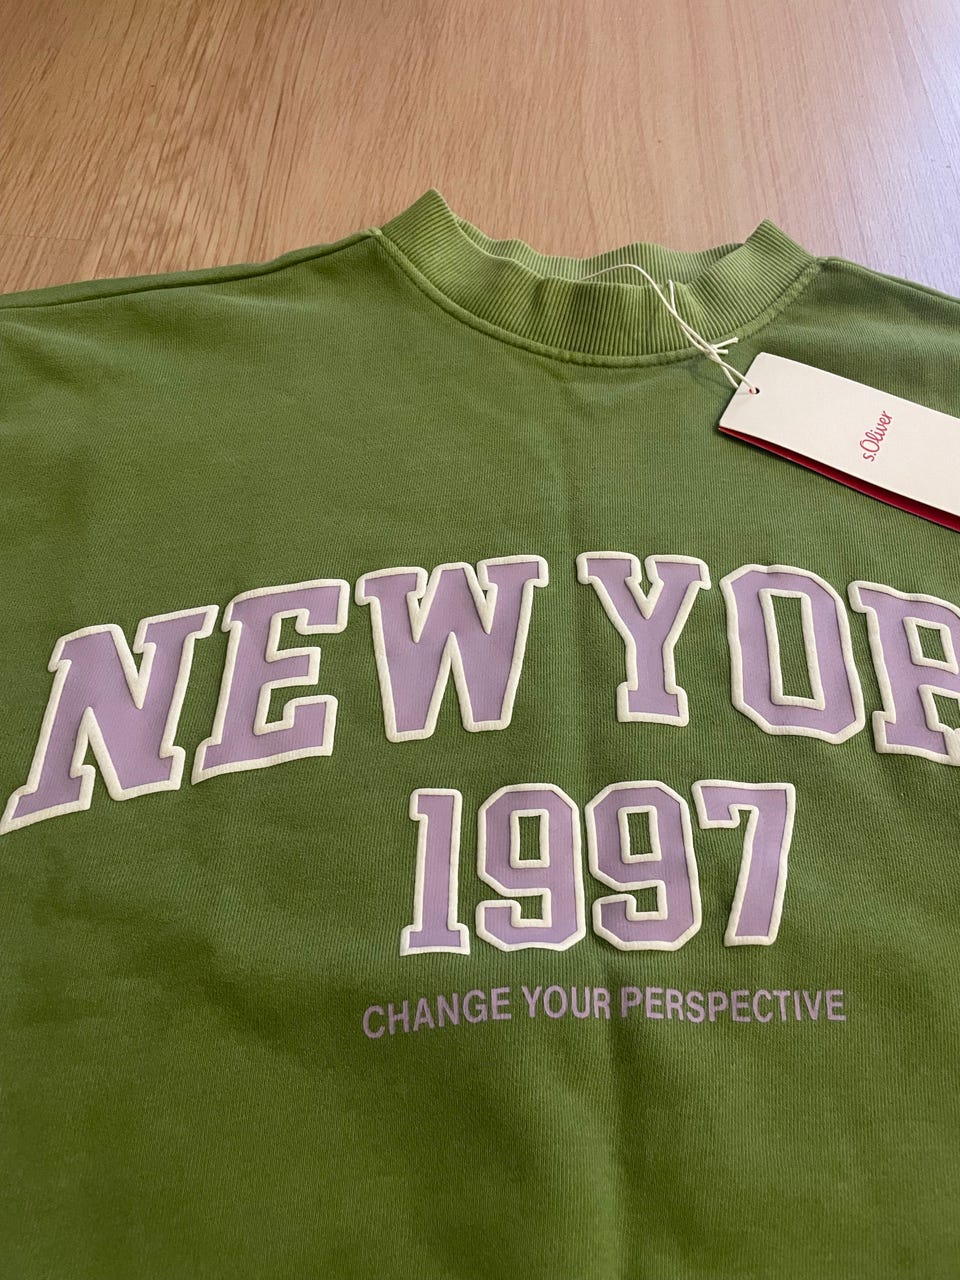 s.Oliver
NEW YOR
1997
CHANGE YOUR PERSPECTIVE